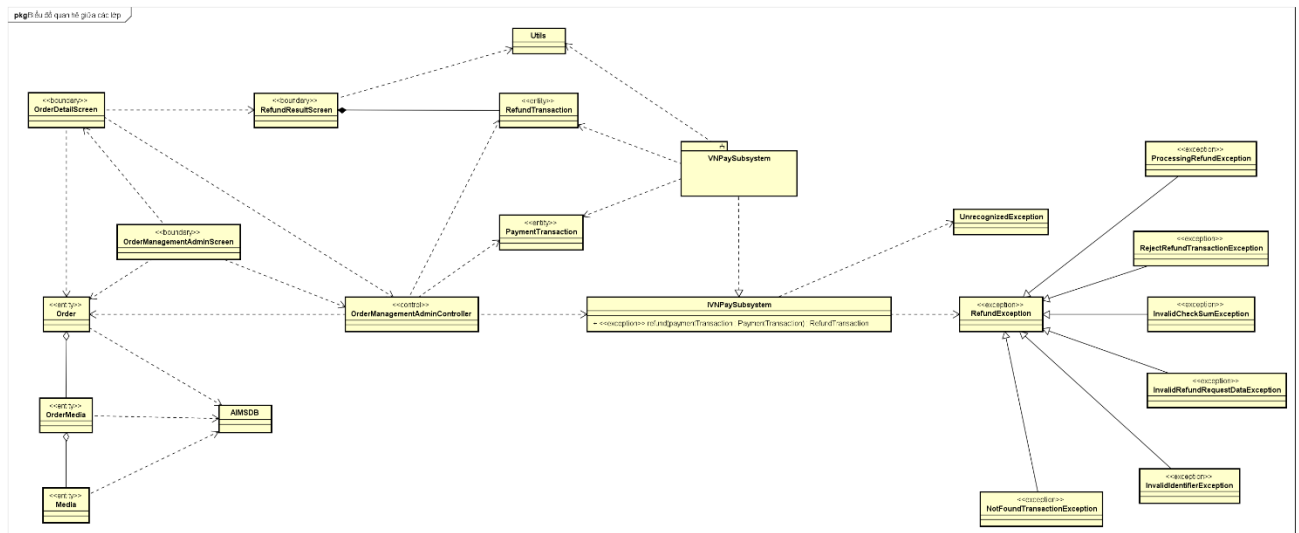 pkg Biểu đồ quan hệ giữa các lớp
Utils
<<boundary>>
OrderDetailScreen
<<boundary>>
RefundResultScreen
<<entity>>
RefundTransaction
VNPaySubsystem
<<exception>>
ProcessingRefundException
<<boundary>>
OrderManagementAdminScreen
<<entity>>
PaymentTransaction
UnrecognizedException
<<exception>>
RejectRefundTransactionException
<<entity>>
Order
<<control>>
OrderManagementAdminController
IVNPaySubsystem
+ <<exception>> refund(paymentTransaction : PaymentTransaction) : RefundTransaction
<<exception>>
RefundException
<<exception>>
InvalidCheckSumException
<<exception>>
InvalidRefundRequestDataException
<<entity>>
OrderMedia
AIMSDB
<<exception>>
InvalidIdentifierException
<<entity>>
Media
<<exception>>
NotFoundTransactionException